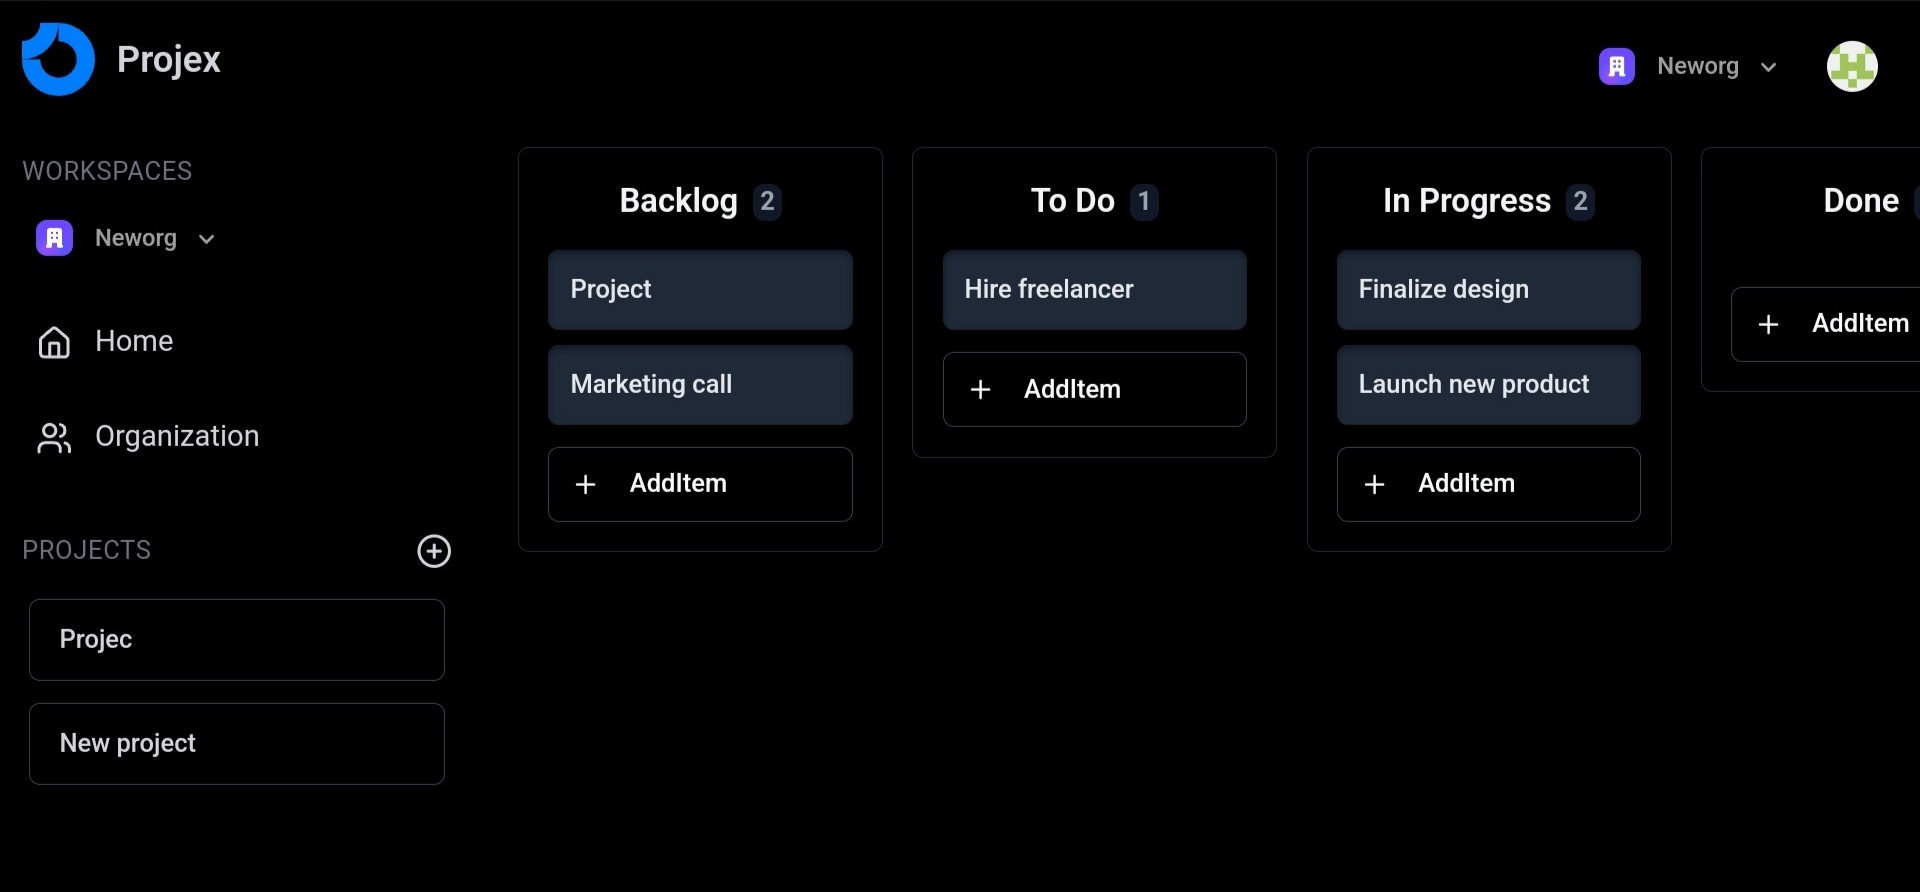 Projex
Neworg
WORKSPACES
Neworg
Home
Organization
PROJECTS
Projec
New project
Backlog 2
Project
Marketing call
+ AddItem
To Do 1
Hire freelancer
+ AddItem
In Progress 2
Finalize design
Launch new product
+ AddItem
Done
+ AddItem